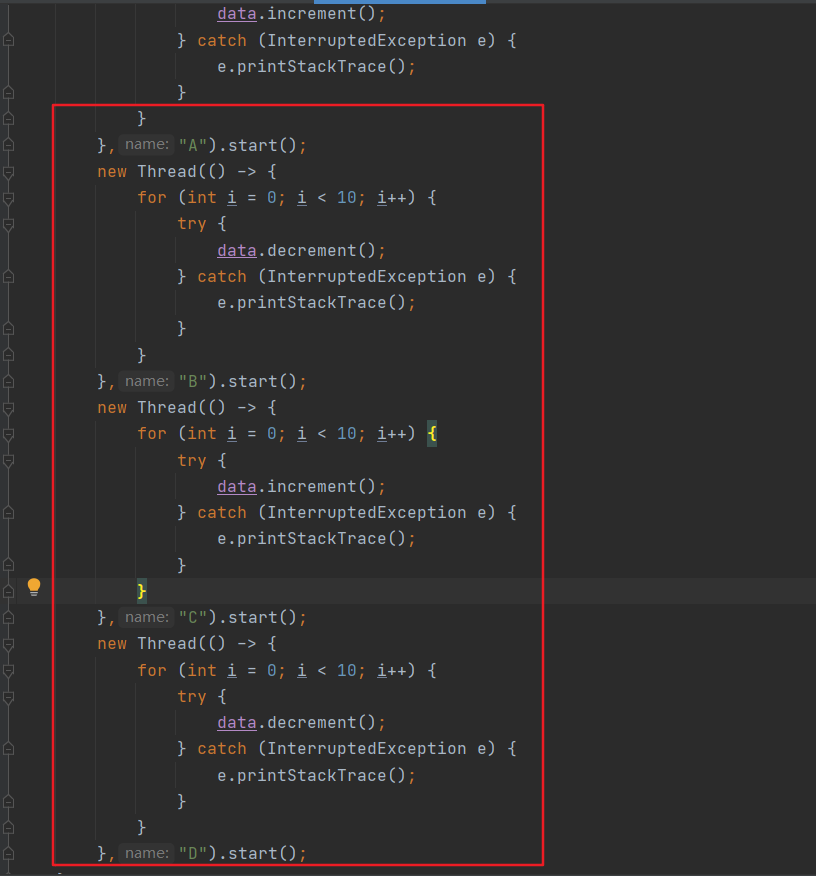 data.increment();
} catch (InterruptedException e) {
e.printStackTrace();
}
}
}, name: "A").start();
new Thread(() -> {
for (int i = 0; i < 10; i++) {
try {
data.decrement();
} catch (InterruptedException e) {
e.printStackTrace();
}
}
}, name: "B").start();
new Thread(() -> {
for (int i = 0; i < 10; i++) {
try {
data.increment();
} catch (InterruptedException e) {
e.printStackTrace();
}
}
}, name: "C").start();
new Thread(() -> {
for (int i = 0; i < 10; i++) {
try {
data.decrement();
} catch (InterruptedException e) {
e.printStackTrace();
}
}
}, name: "D").start();